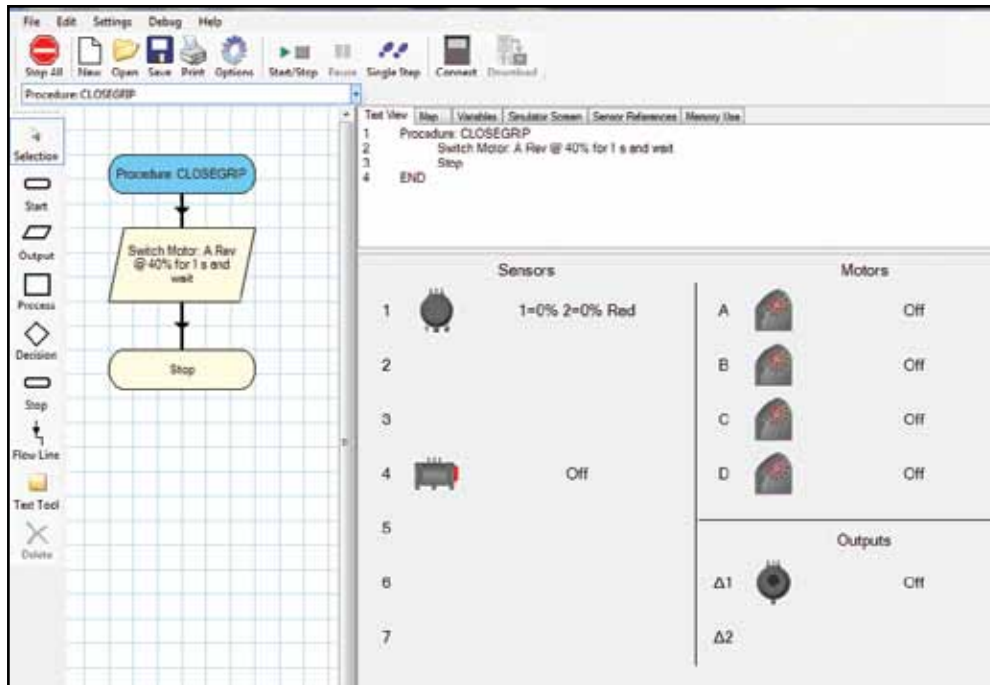 File Edit Settings Debug Help
Stop All New Open Save Print Options Start/Stop Pause Single Step Connect Download
Procedure: CLOSEGRIP
Selection
Start
Output
Process
Decision
Stop
Flow Line
Text Tool
Delete
Procedure: CLOSEGRIP
Switch Motor: A Rev
@ 40% for 1 s and
wait
Stop
Text View Map Variables Simulator Screen Sensor References Memory Use
1 Procedure: CLOSEGRIP
2 Switch Motor: A Rev @ 40% for 1 s and wait
3 Stop
4 END
Sensors
1 1=0% 2=0% Red
2
3
4 Off
5
6
7
Motors
A Off
B Off
C Off
D Off
Outputs
Δ1 Off
Δ2